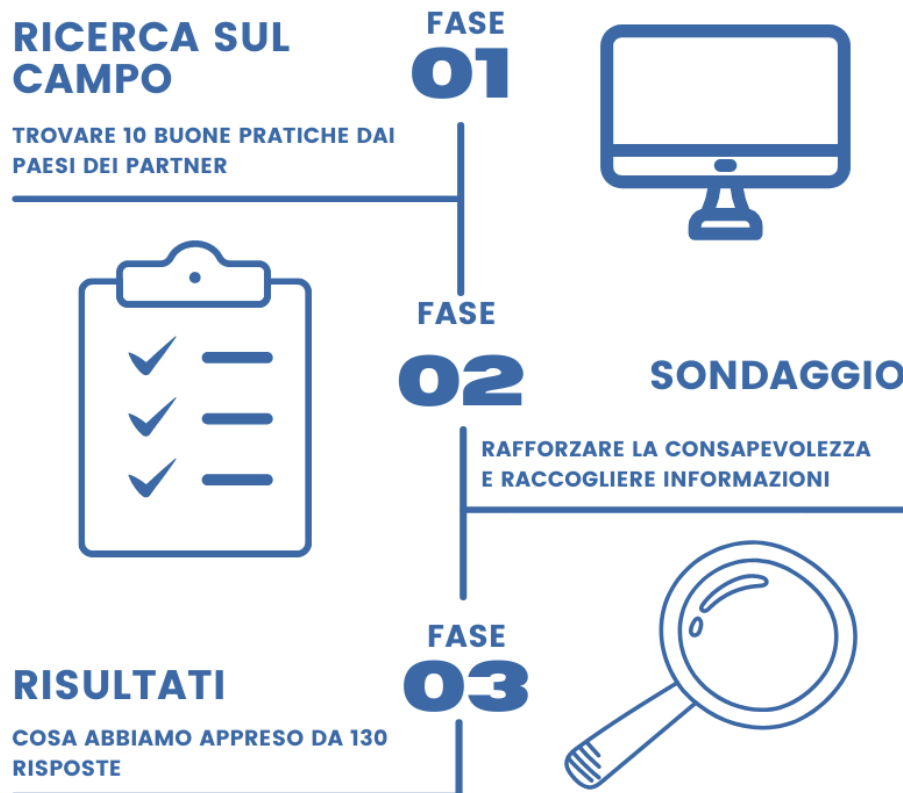 RICERCA SUL
CAMPO
FASE
01
TROVARE 10 BUONE PRATICHE DAI
PAESI DEI PARTNER
FASE
02
SONDAGGIO
RAFFORZARE LA CONSAPEVOLEZZA
E RACCOGLIERE INFORMAZIONI
FASE
03
RISULTATI
COSA ABBIAMO APPRESO DA 130
RISPOSTE